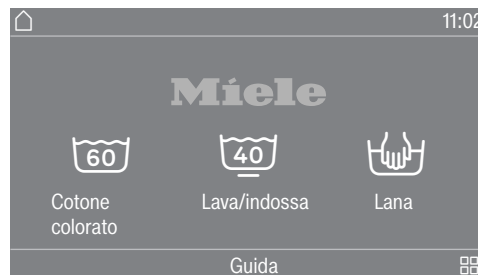 11:02
Miele
60
40
Cotone
colorato
Lava/indossa
Lana
Guida